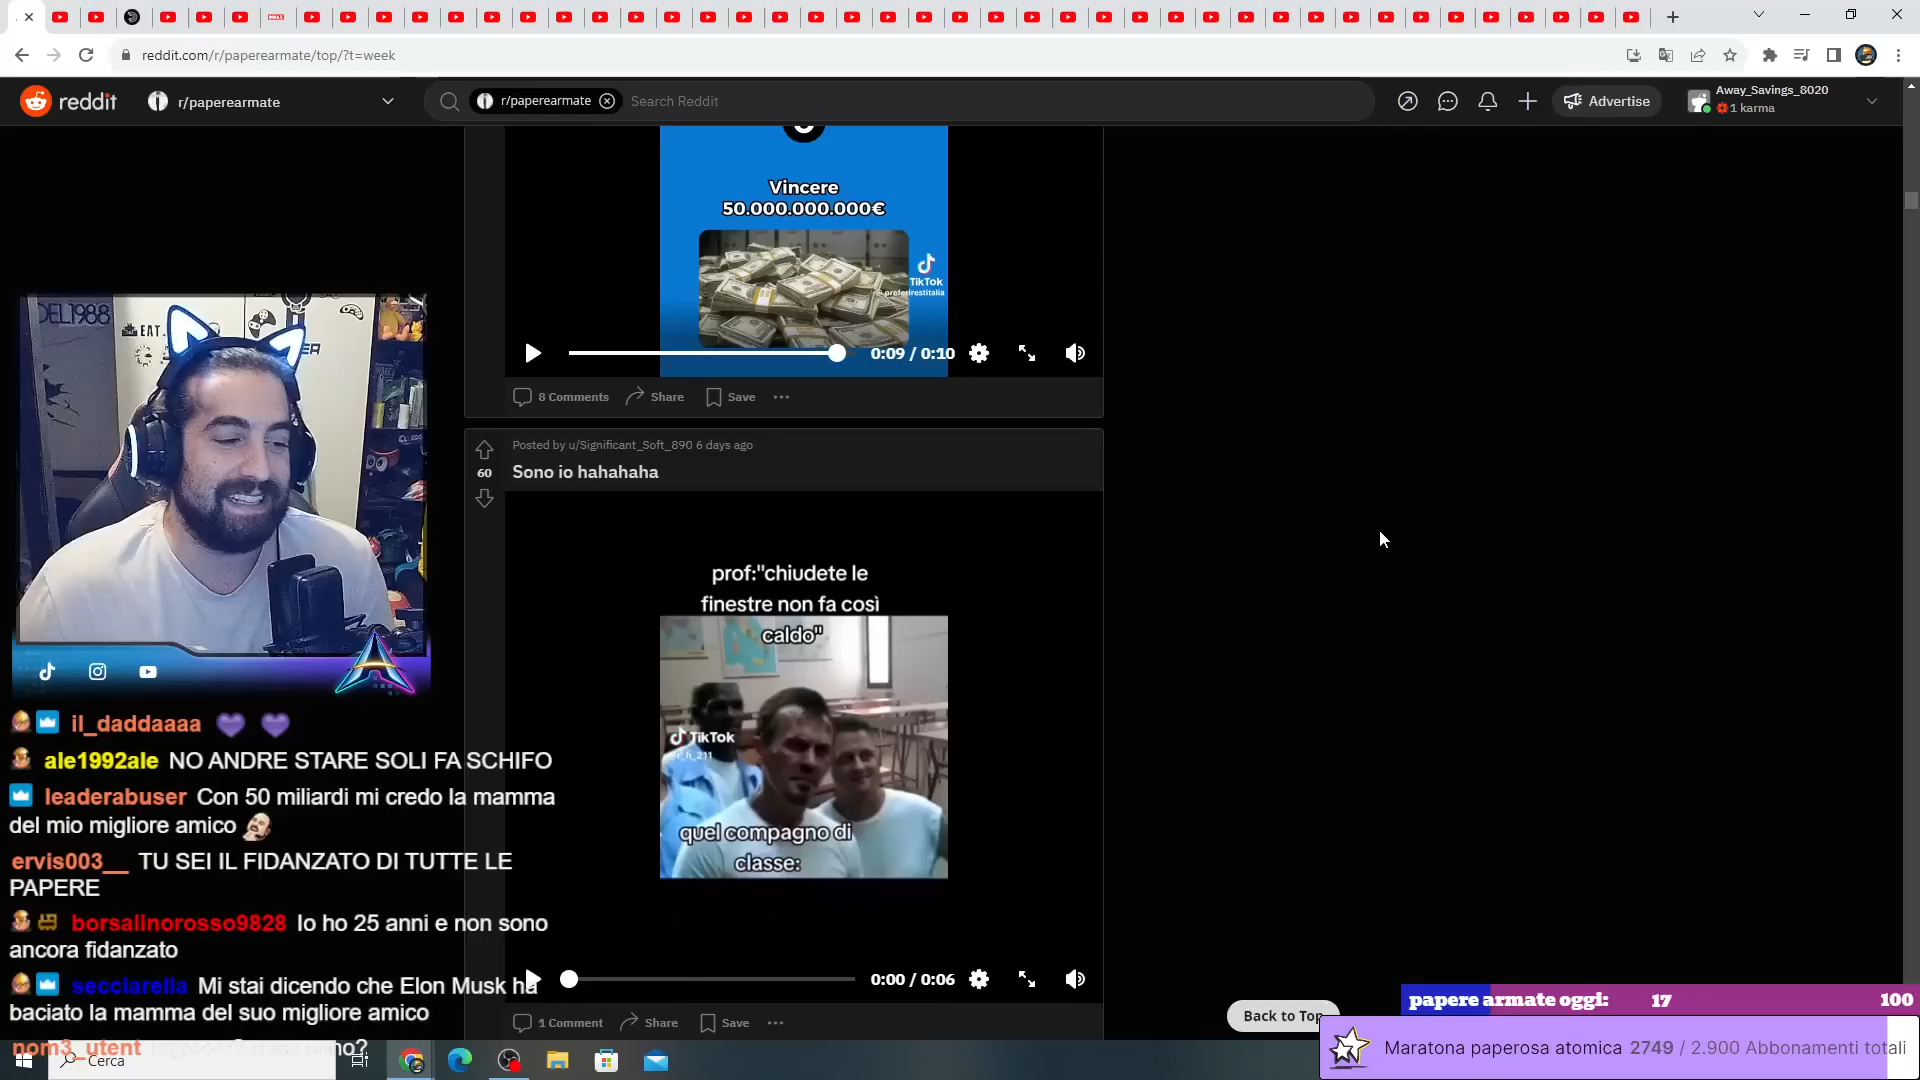 reddit.com/r/paperearmate/top/?t=week
reddit
r/paperearmate
r/paperearmate
Search Reddit
Advertise
Away_Savings_8020
1 karma
Vincere
50.000.000.000€
TikTok
@preferirestitalia
0:09 / 0:10
8 Comments
Share
Save
Posted by u/Significant_Soft_890 6 days ago
60
Sono io hahahaha
prof:"chiudete le
finestre non fa così
caldo"
TikTok
quel compagno di
classe:
0:00 / 0:06
1 Comment
Share
Save
Back to Top
DEL1988
EAT.
il_daddaaaa
ale1992ale NO ANDRE STARE SOLI FA SCHIFO
leaderabuser Con 50 miliardi mi credo la mamma
del mio migliore amico
ervis003__ TU SEI IL FIDANZATO DI TUTTE LE
PAPERE
borsalInorosso9828 Io ho 25 anni e non sono
ancora fidanzato
secciarella Mi stai dicendo che Elon Musk ha
baciato la mamma del suo migliore amico
nom3_utent
Cerca
papere armate oggi: 17 100
Maratona paperosa atomica 2749 / 2.900 Abbonamenti totali